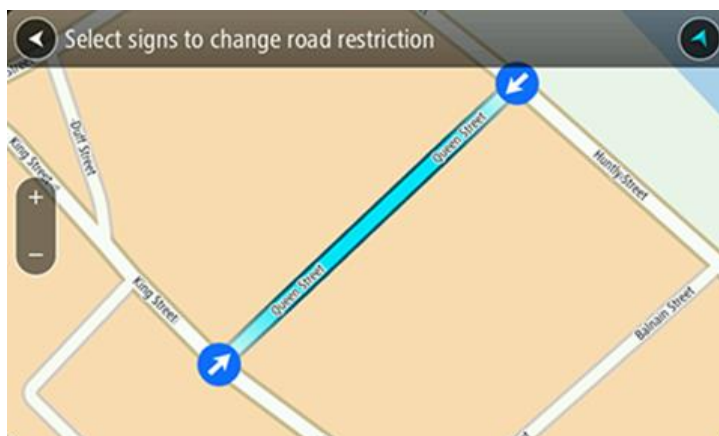 Select signs to change road restriction
Street
Duff Street
King Street
Queen Street
Huntly Street
+
−
Queen Street
King Street
Balnain Street